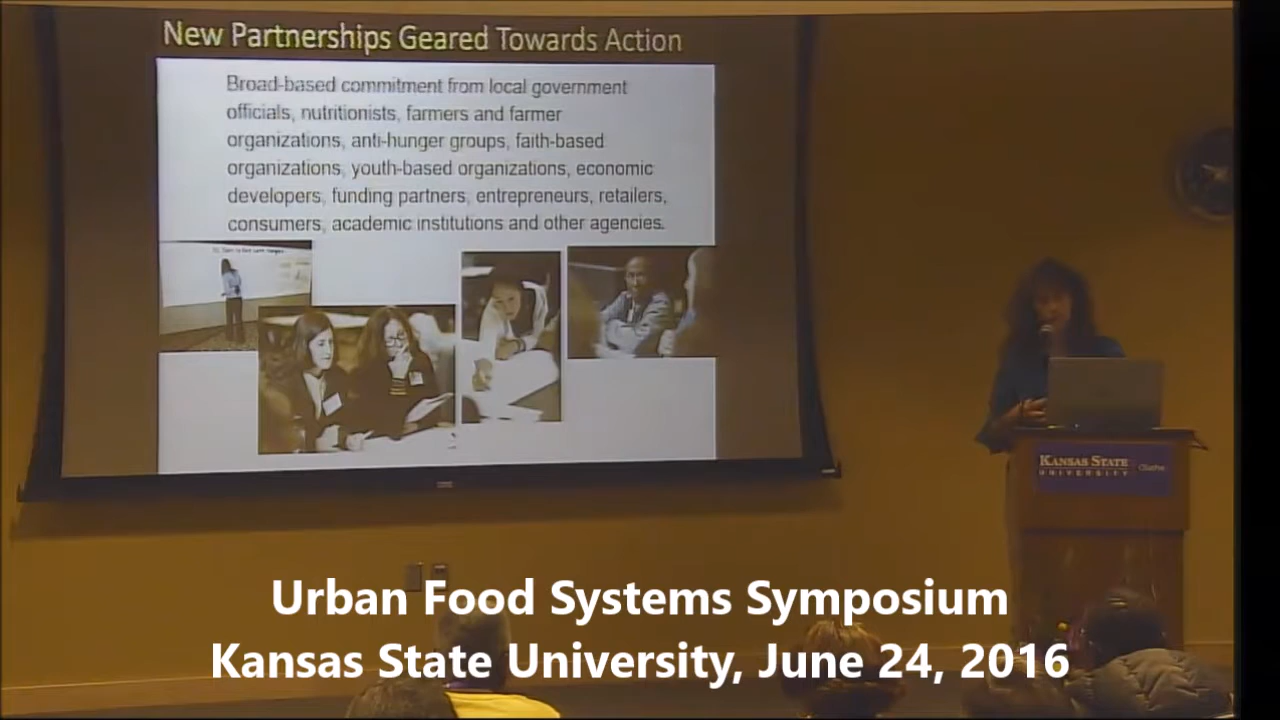 New Partnerships Geared Towards Action
Broad-based commitment from local government
officials, nutritionists, farmers and farmer
organizations, anti-hunger groups, faith-based
organizations, youth-based organizations, economic
developers, funding partners, entrepreneurs, retailers,
consumers, academic institutions and other agencies.
KANSAS STATE
UNIVERSITY
Olathe
Urban Food Systems Symposium
Kansas State University, June 24, 2016